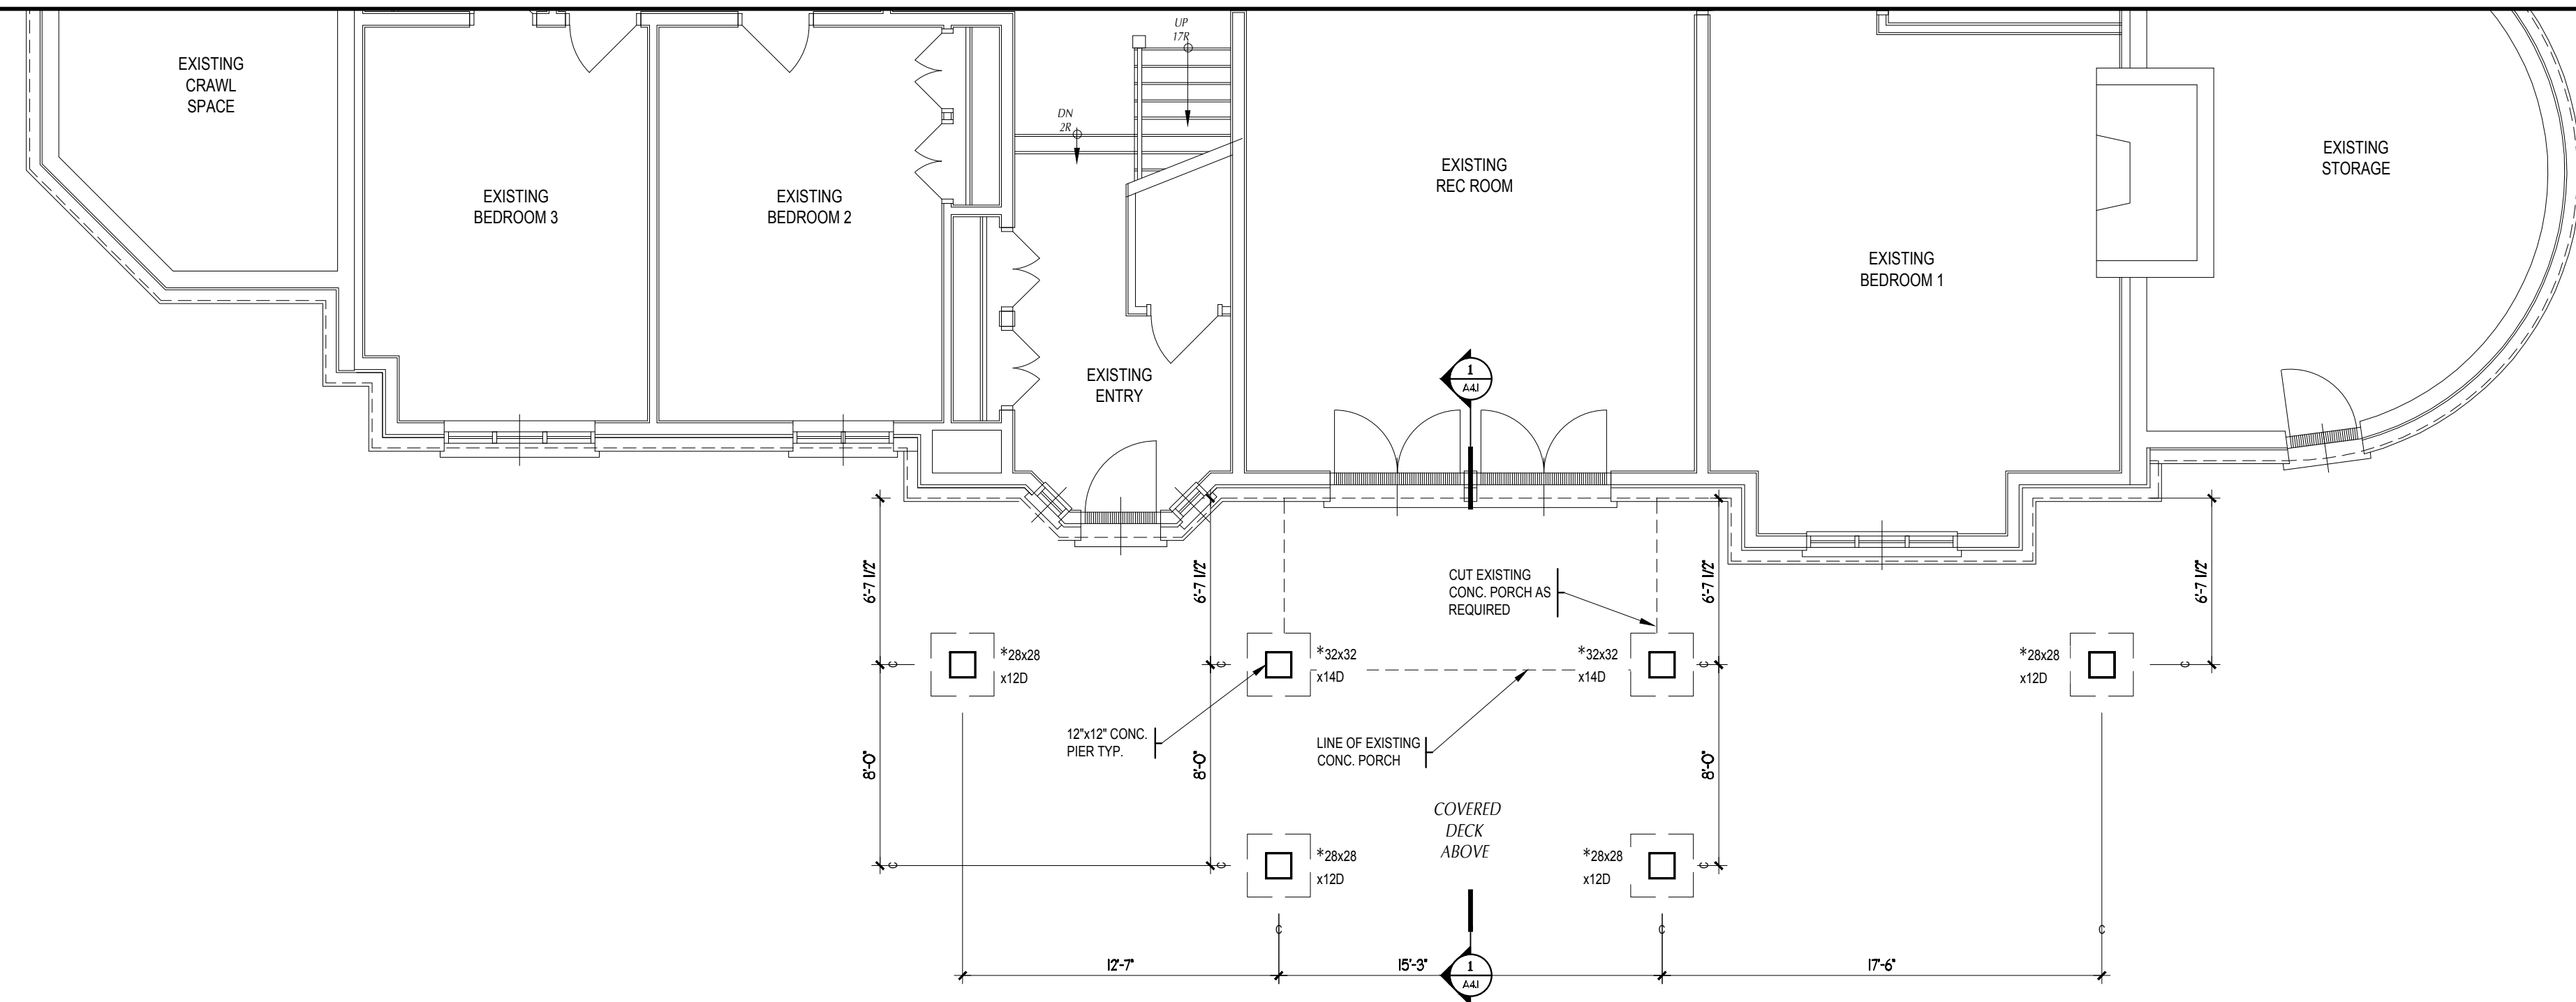 UP
17R
EXISTING
CRAWL
SPACE
DN
2R
EXISTING
BEDROOM 3
EXISTING
BEDROOM 2
EXISTING
REC ROOM
EXISTING
STORAGE
EXISTING
BEDROOM 1
EXISTING
ENTRY
1
A4.1
6'-7 1/2"
6'-7 1/2"
6'-7 1/2"
6'-7 1/2"
CUT EXISTING
CONC. PORCH AS
REQUIRED
*28x28
x12D
*32x32
x14D
*32x32
x14D
*28x28
x12D
12"x12" CONC.
PIER TYP.
LINE OF EXISTING
CONC. PORCH
8'-0"
8'-0"
8'-0"
COVERED
DECK
ABOVE
*28x28
x12D
*28x28
x12D
12'-7"
15'-3"
1
A4.1
17'-6"